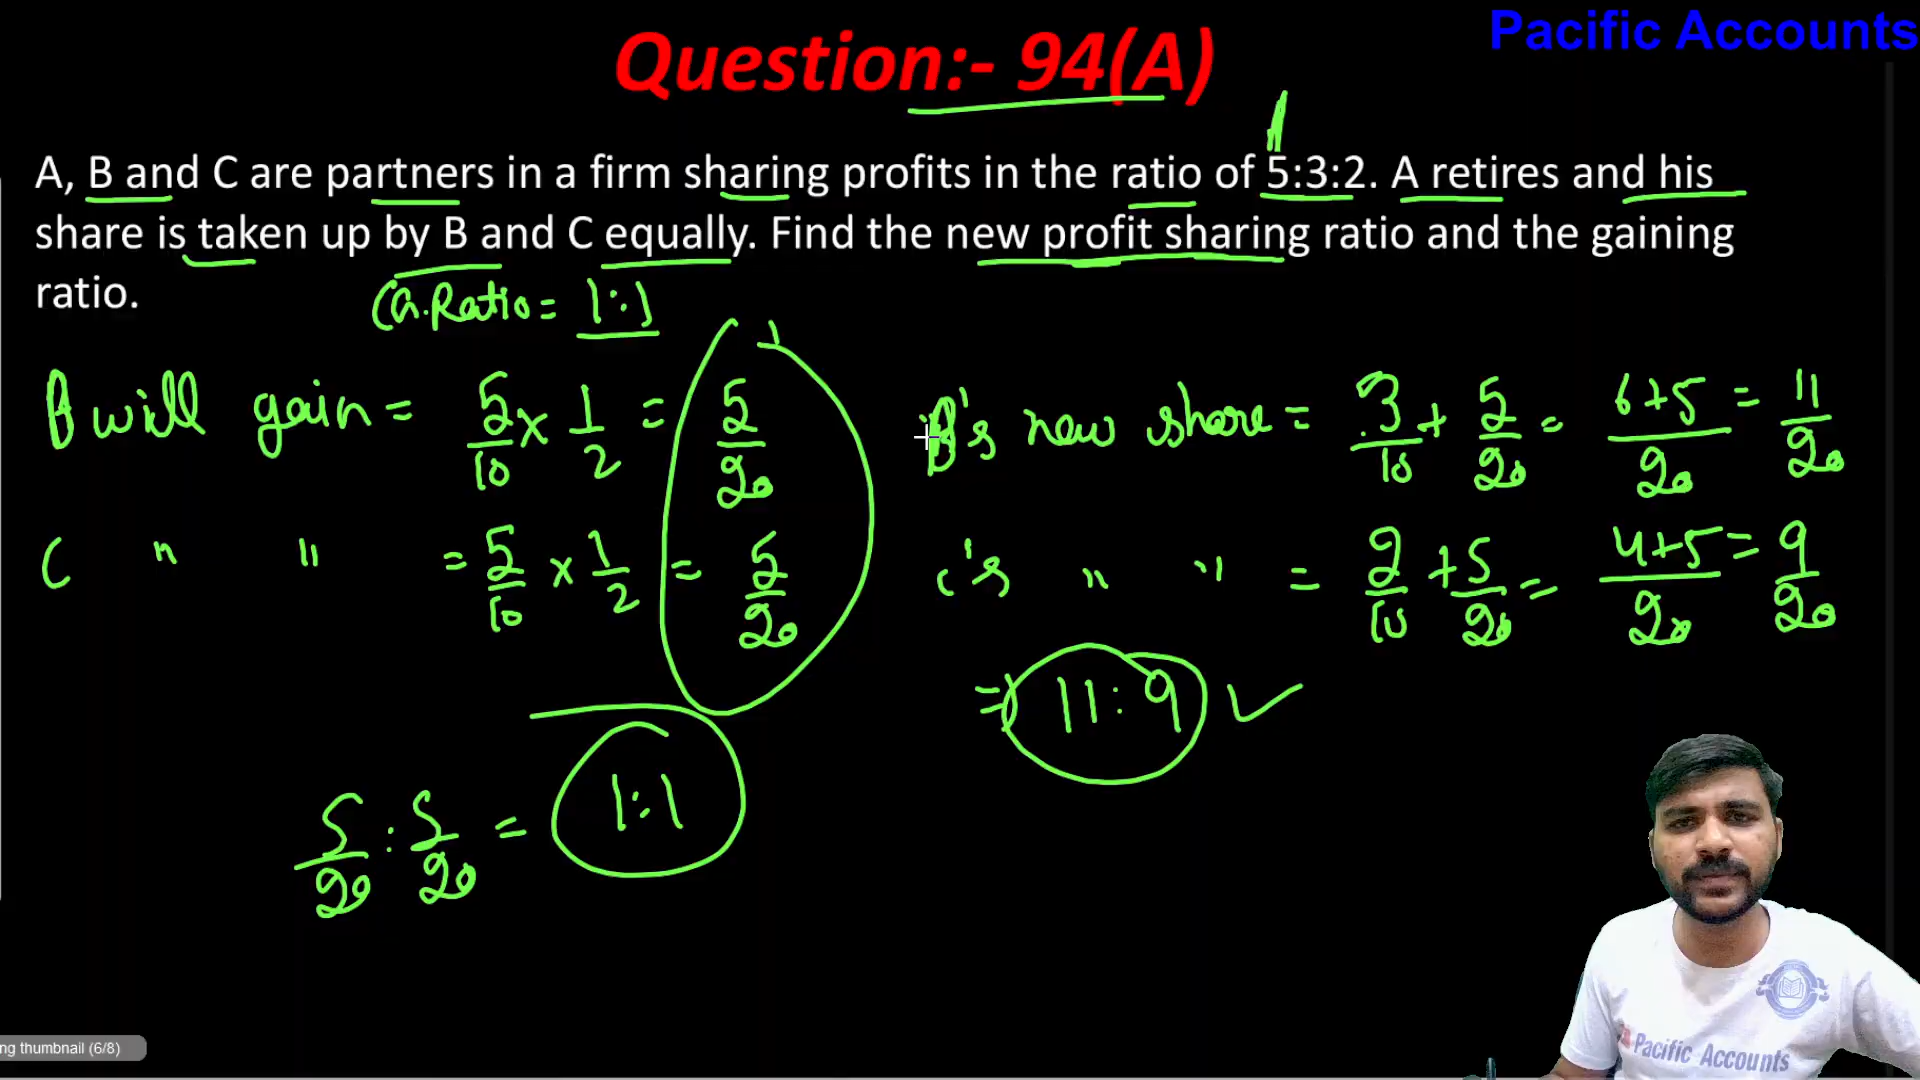 Question:- 94(A)
Pacific Accounts
A, B and C are partners in a firm sharing profits in the ratio of 5:3:2. A retires and his
share is taken up by B and C equally. Find the new profit sharing ratio and the gaining
ratio.
G.Ratio = 1:1
B will gain = 5/10 x 1/2 = 5/20
C " " = 5/10 x 1/2 = 5/20
5/20 : 5/20 = 1:1
B's new share = 3/10 + 5/20 = 6+5/20 = 11/20
C's " " = 2/10 + 5/20 = 4+5/20 = 9/20
⇒ 11:9 ✓
Pacific Accounts
ng thumbnail (6/8)